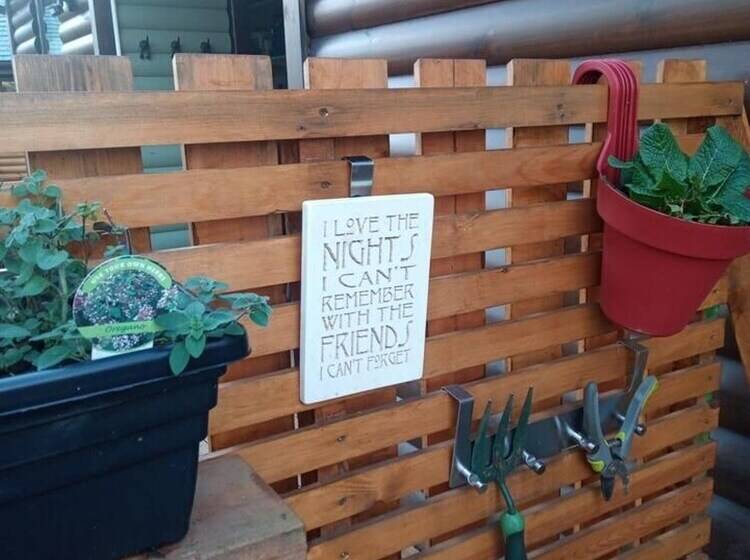 I LOVE THE
NIGHTS
I CAN'T
REMEMBER
WITH THE
FRIENDS
I CAN'T FORGET
Oregano